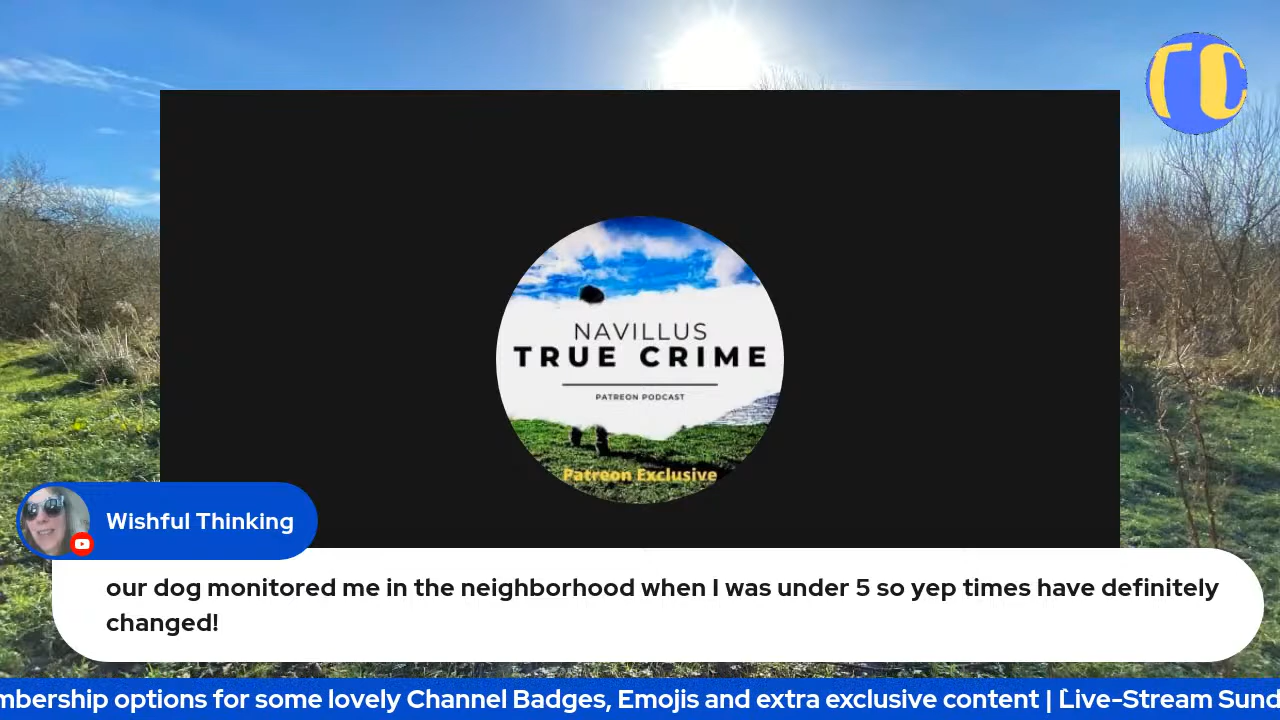 TC
NAVILLUS
TRUE CRIME
PATREON PODCAST
Patreon Exclusive
Wishful Thinking
our dog monitored me in the neighborhood when I was under 5 so yep times have definitely
changed!
mbership options for some lovely Channel Badges, Emojis and extra exclusive content | Live-Stream Sund